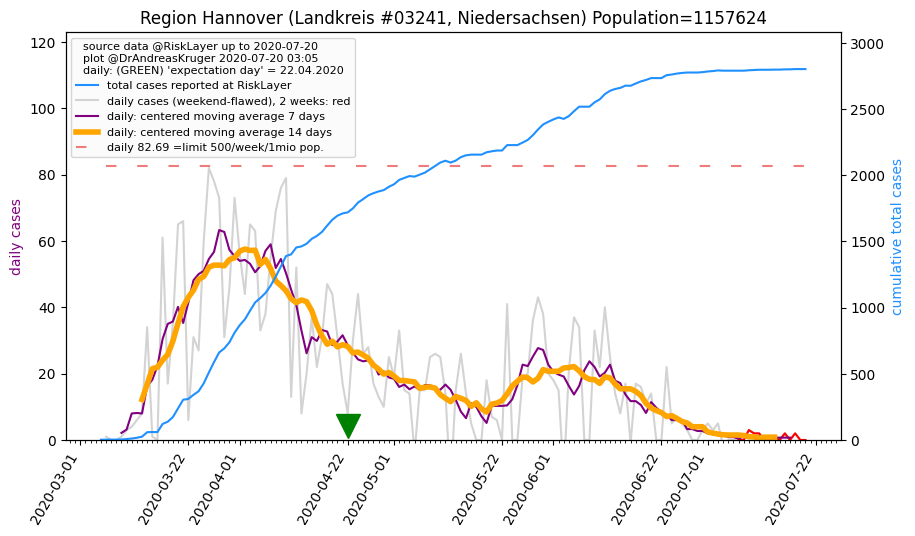 Region Hannover (Landkreis #03241, Niedersachsen) Population=1157624
source data @RiskLayer up to 2020-07-20
plot @DrAndreasKruger 2020-07-20 03:05
daily: (GREEN) 'expectation day' = 22.04.2020
total cases reported at RiskLayer
daily cases (weekend-flawed), 2 weeks: red
daily: centered moving average 7 days
daily: centered moving average 14 days
daily 82.69 =limit 500/week/1mio pop.
daily cases
120
100
80
60
40
20
0
cumulative total cases
3000
2500
2000
1500
1000
500
0
2020-03-01
2020-03-22
2020-04-01
2020-04-22
2020-05-01
2020-05-22
2020-06-01
2020-06-22
2020-07-01
2020-07-22